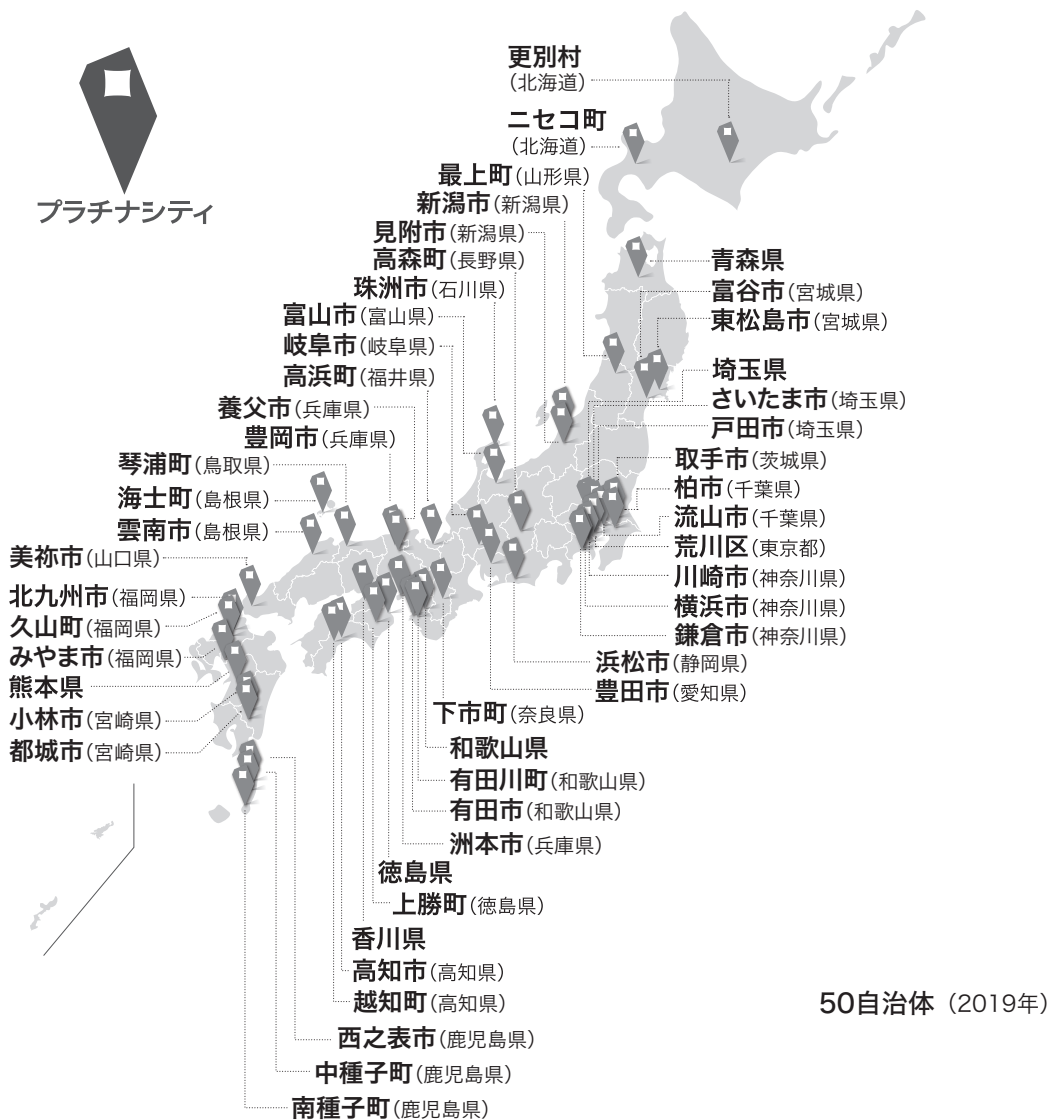 プラチナシティ
更別村
(北海道)
ニセコ町
(北海道)
最上町(山形県)
新潟市(新潟県)
見附市(新潟県)
高森町(長野県)
珠洲市(石川県)
富山市(富山県)
岐阜市(岐阜県)
高浜町(福井県)
養父市(兵庫県)
豊岡市(兵庫県)
琴浦町(鳥取県)
海士町(島根県)
雲南市(島根県)
美祢市(山口県)
北九州市(福岡県)
久山町(福岡県)
みやま市(福岡県)
熊本県
小林市(宮崎県)
都城市(宮崎県)
青森県
富谷市(宮城県)
東松島市(宮城県)
埼玉県
さいたま市(埼玉県)
戸田市(埼玉県)
取手市(茨城県)
柏市(千葉県)
流山市(千葉県)
荒川区(東京都)
川崎市(神奈川県)
横浜市(神奈川県)
鎌倉市(神奈川県)
浜松市(静岡県)
豊田市(愛知県)
下市町(奈良県)
和歌山県
有田川町(和歌山県)
有田市(和歌山県)
洲本市(兵庫県)
徳島県
上勝町(徳島県)
香川県
高知市(高知県)
越知町(高知県)
西之表市(鹿児島県)
中種子町(鹿児島県)
南種子町(鹿児島県)
50自治体(2019年)